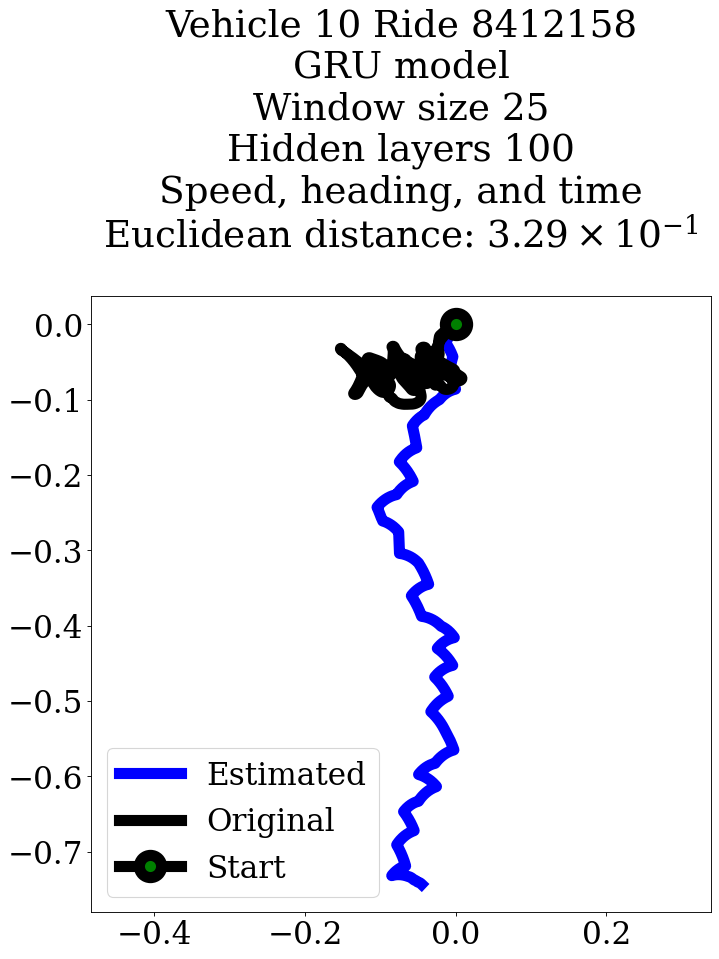 Vehicle 10 Ride 8412158
GRU model
Window size 25
Hidden layers 100
Speed, heading, and time
Euclidean distance: 3.29 × 10⁻¹
0.0
−0.1
−0.2
−0.3
−0.4
−0.5
−0.6
−0.7
Estimated
Original
Start
−0.4 −0.2 0.0 0.2